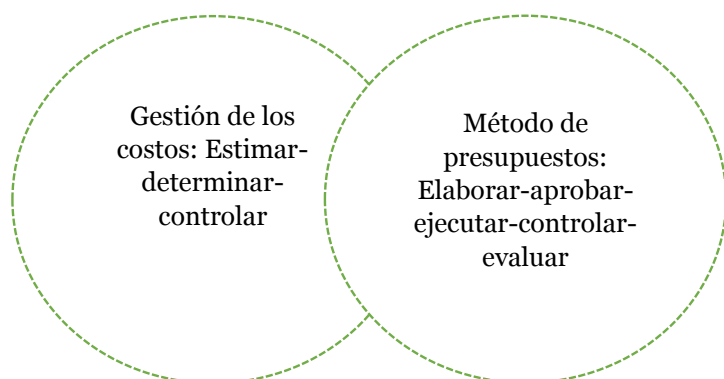 Gestión de los
costos: Estimar-
determinar-
controlar
Método de
presupuestos:
Elaborar-aprobar-
ejecutar-controlar-
evaluar